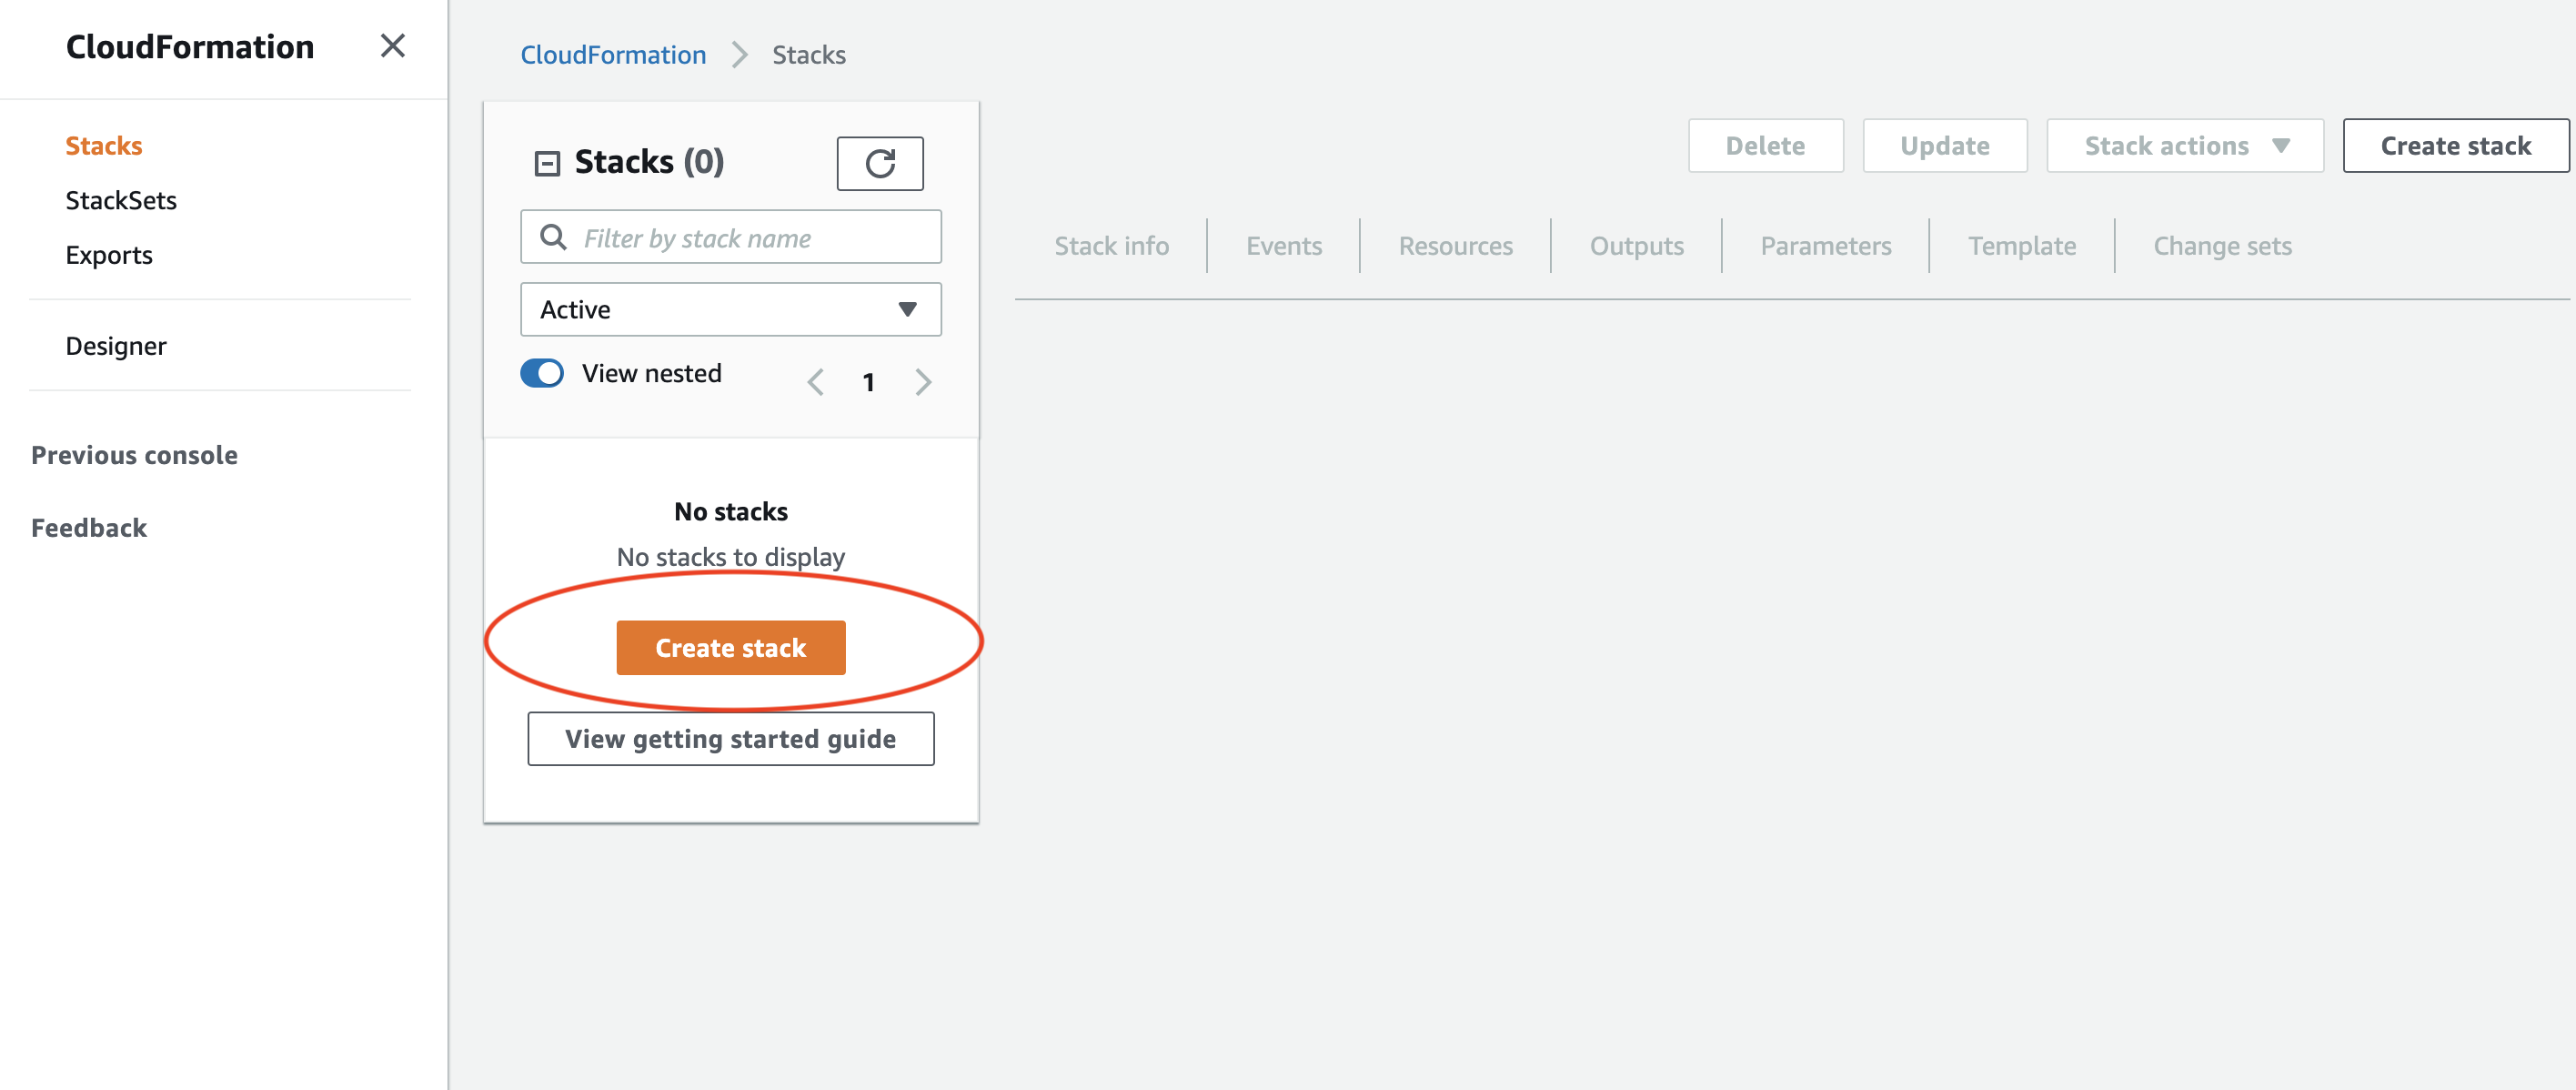 CloudFormation
Stacks
StackSets
Exports
Designer
Previous console
Feedback
CloudFormation Stacks
Stacks (0)
Filter by stack name
Active
View nested 1
No stacks
No stacks to display
Create stack
View getting started guide
Delete Update Stack actions Create stack
Stack info Events Resources Outputs Parameters Template Change sets